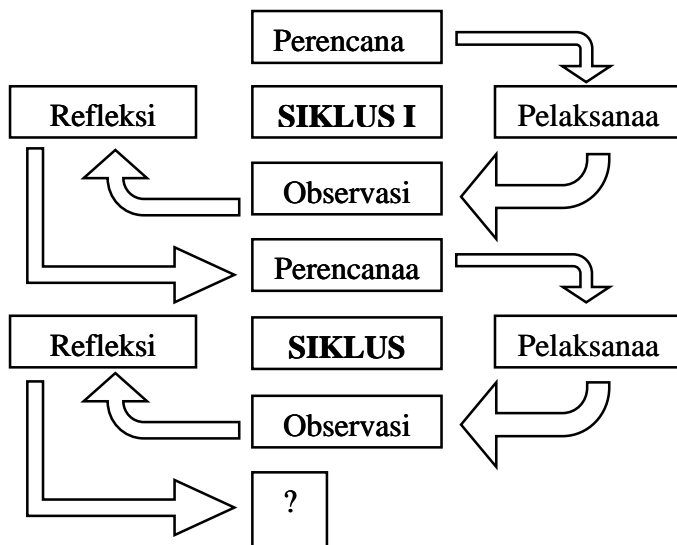 Perencana
Refleksi
SIKLUS I
Pelaksanaa
Observasi
Perencanaa
Refleksi
SIKLUS
Pelaksanaa
Observasi
?